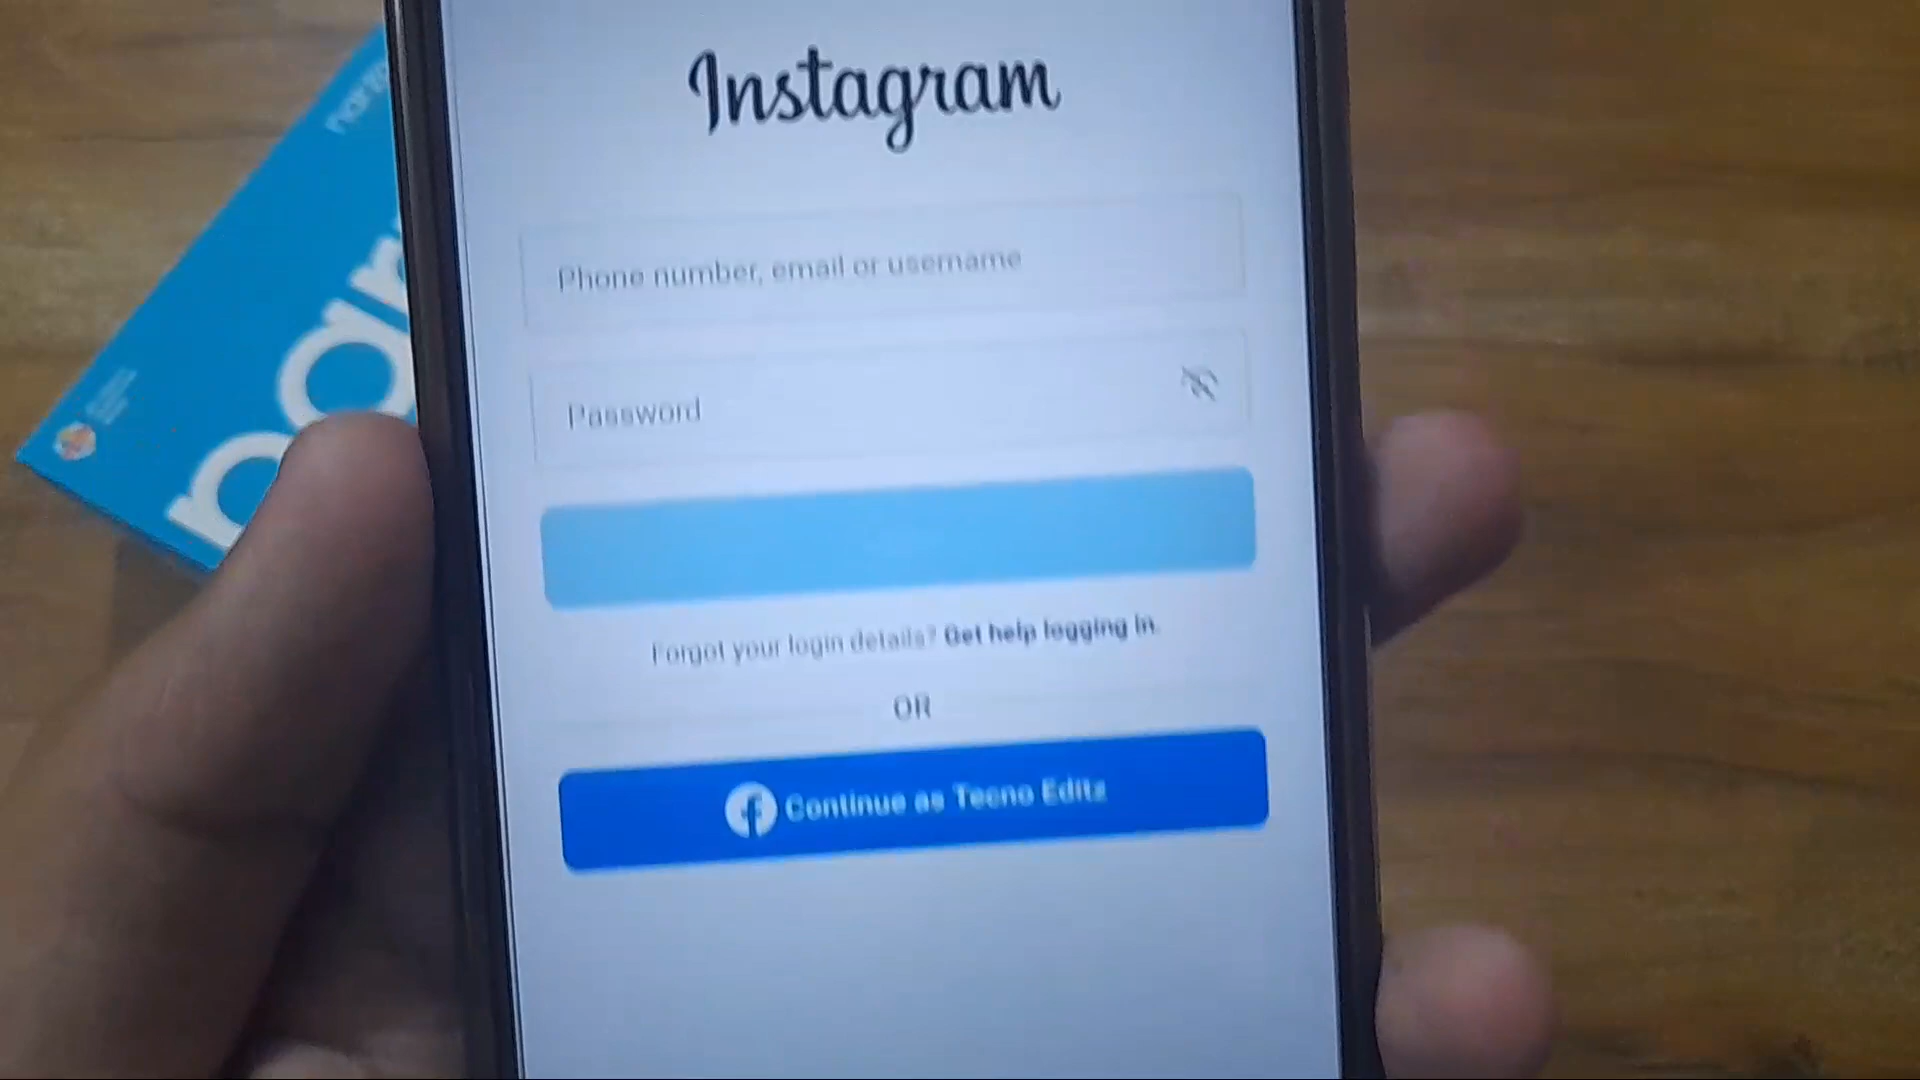 Instagram
Phone number, email or username
Password
Forgot your login details? Get help logging in.
OR
Continue as Tecno Editz